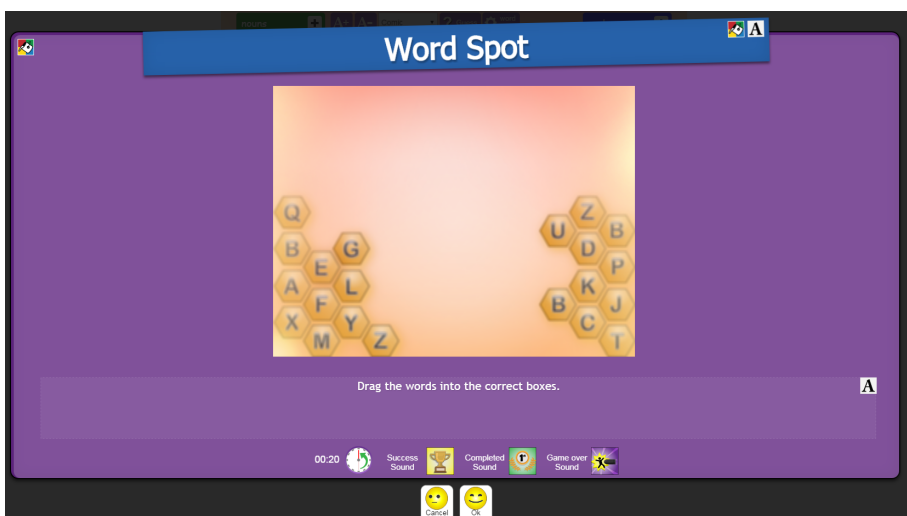 nouns
A- A-
Word Spot
A
Q
Z
U
B
B
G
D
E
P
A
L
K
F
B
J
X
Y
C
M
Z
T
Drag the words into the correct boxes.
A
00:20
Success
Sound
Completed
Sound
Game over
Sound
Cancel
Ok